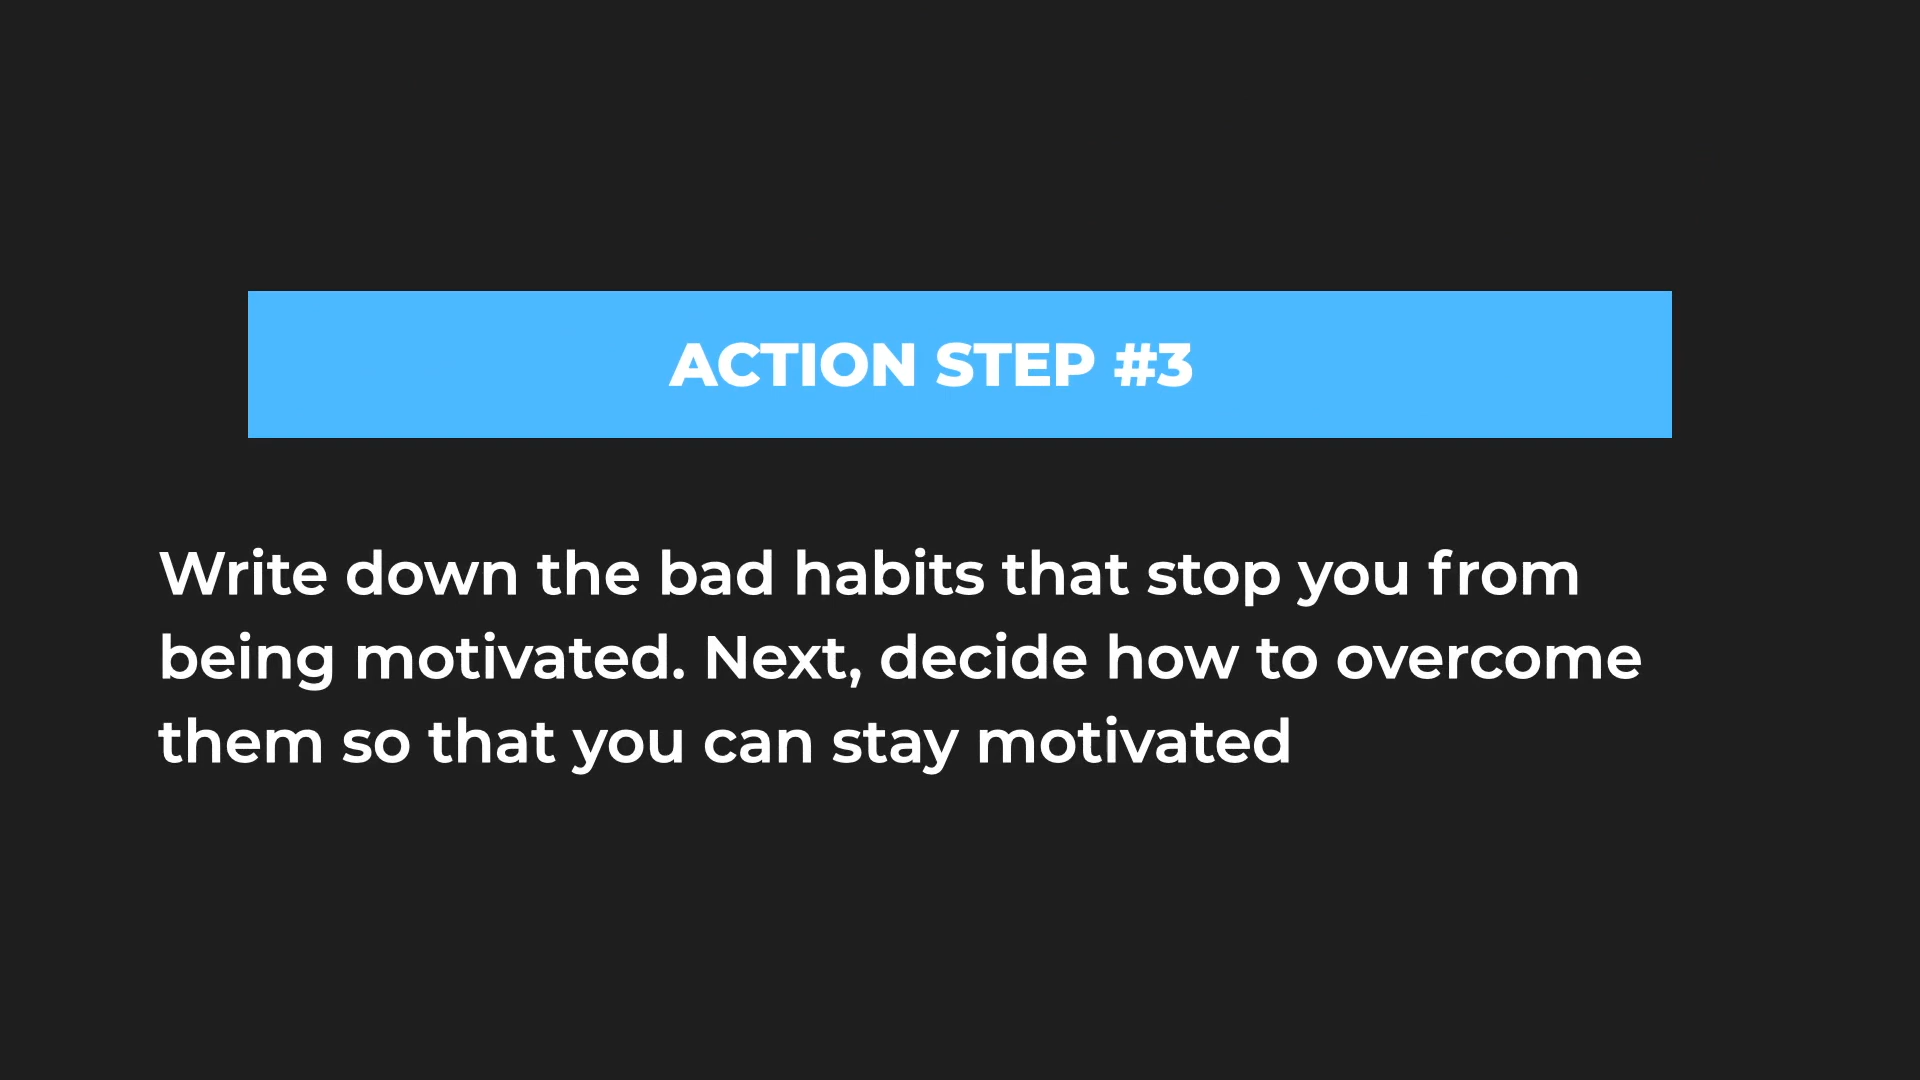 ACTION STEP #3
Write down the bad habits that stop you from
being motivated. Next, decide how to overcome
them so that you can stay motivated